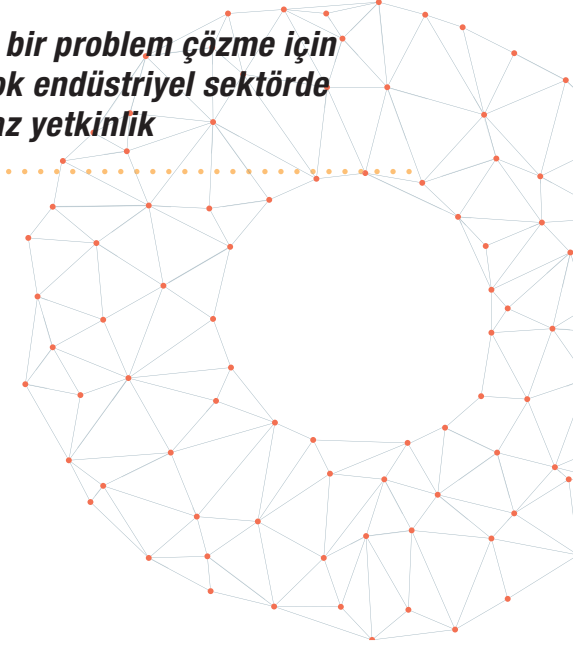 bir problem çözme için
endüstriyel sektörde
yetkinlik